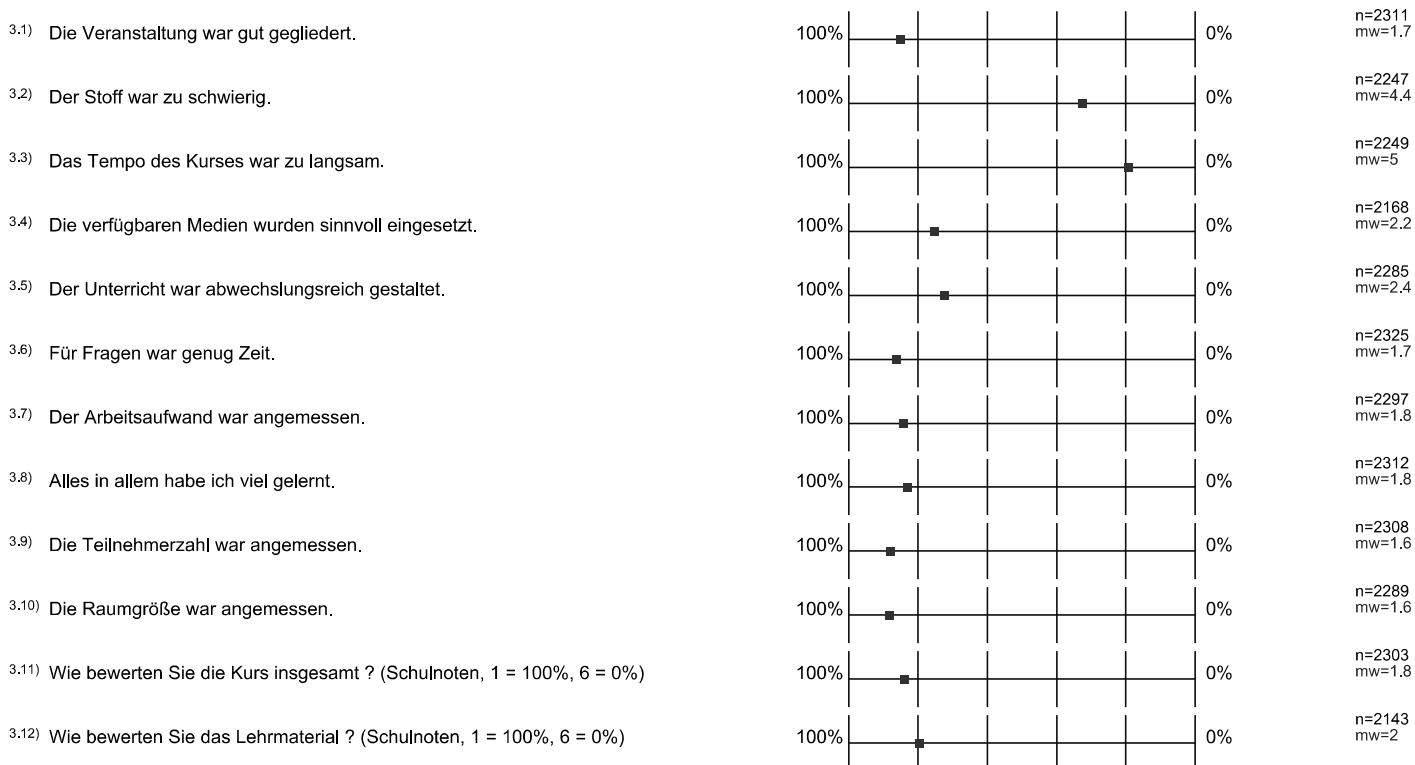 3.1) Die Veranstaltung war gut gegliedert. 100% 0% n=2311
mw=1.7
3.2) Der Stoff war zu schwierig. 100% 0% n=2247
mw=4.4
3.3) Das Tempo des Kurses war zu langsam. 100% 0% n=2249
mw=5
3.4) Die verfügbaren Medien wurden sinnvoll eingesetzt. 100% 0% n=2168
mw=2.2
3.5) Der Unterricht war abwechslungsreich gestaltet. 100% 0% n=2285
mw=2.4
3.6) Für Fragen war genug Zeit. 100% 0% n=2325
mw=1.7
3.7) Der Arbeitsaufwand war angemessen. 100% 0% n=2297
mw=1.8
3.8) Alles in allem habe ich viel gelernt. 100% 0% n=2312
mw=1.8
3.9) Die Teilnehmerzahl war angemessen. 100% 0% n=2308
mw=1.6
3.10) Die Raumgröße war angemessen. 100% 0% n=2289
mw=1.6
3.11) Wie bewerten Sie die Kurs insgesamt ? (Schulnoten, 1 = 100%, 6 = 0%) 100% 0% n=2303
mw=1.8
3.12) Wie bewerten Sie das Lehrmaterial ? (Schulnoten, 1 = 100%, 6 = 0%) 100% 0% n=2143
mw=2